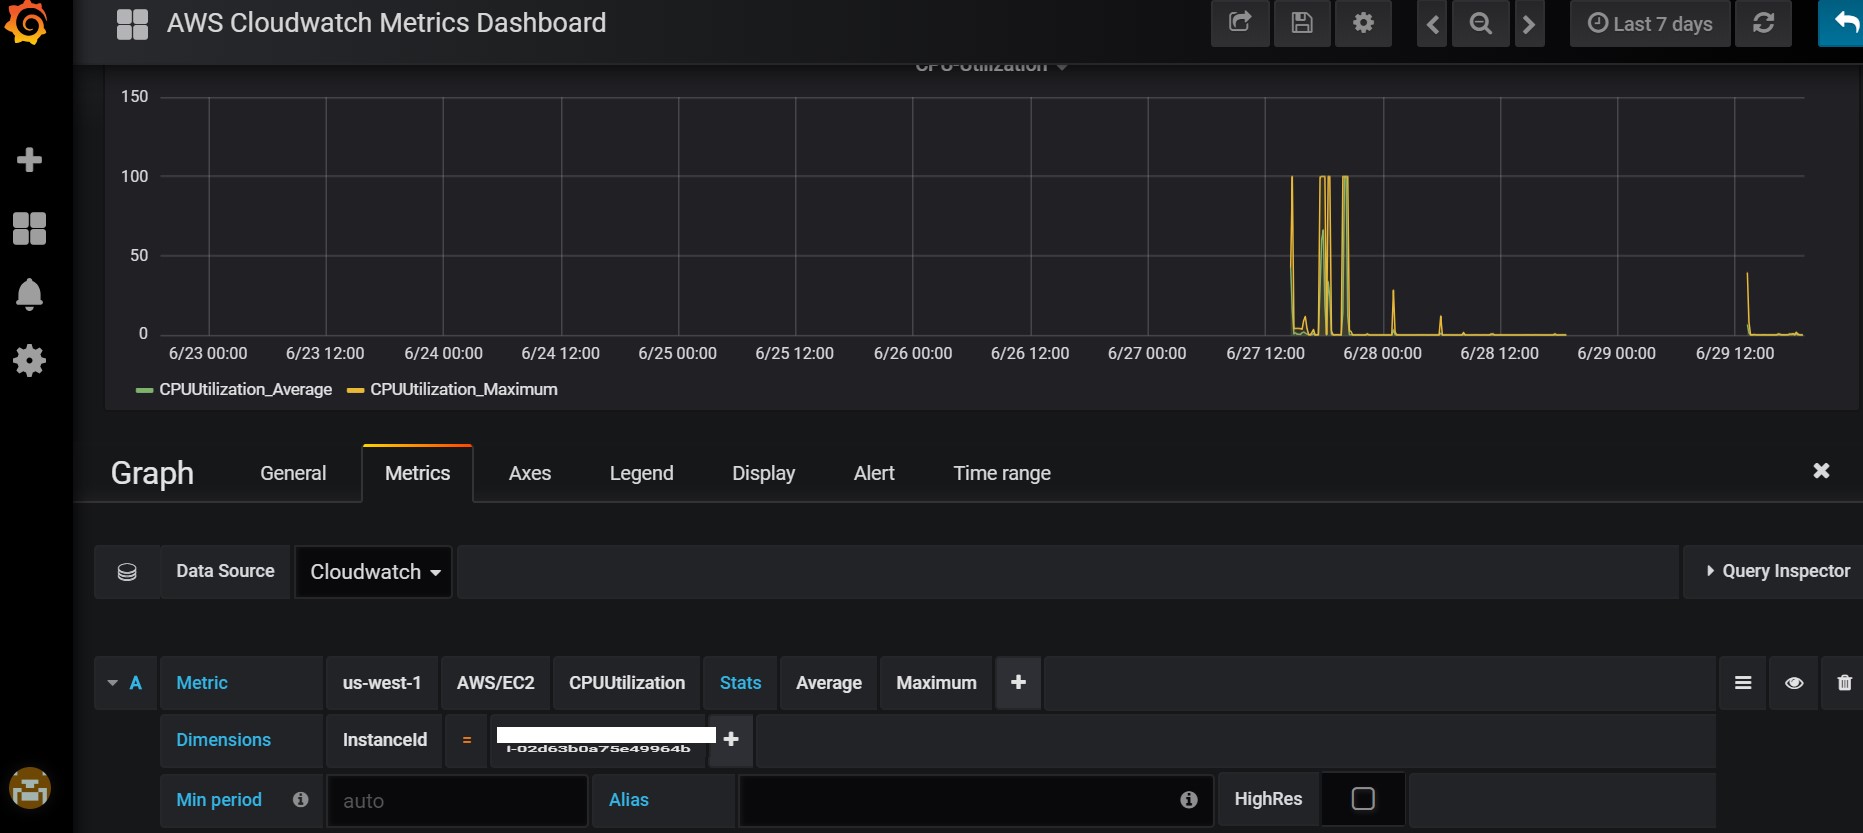 AWS Cloudwatch Metrics Dashboard
Last 7 days
CPU-Utilization
150
100
50
0
6/23 00:00 6/23 12:00 6/24 00:00 6/24 12:00 6/25 00:00 6/25 12:00 6/26 00:00 6/26 12:00 6/27 00:00 6/27 12:00 6/28 00:00 6/28 12:00 6/29 00:00 6/29 12:00
CPUUtilization_Average CPUUtilization_Maximum
Graph General Metrics Axes Legend Display Alert Time range
Data Source Cloudwatch Query Inspector
A Metric us-west-1 AWS/EC2 CPUUtilization Stats Average Maximum +
Dimensions InstanceId = +
Min period auto Alias HighRes